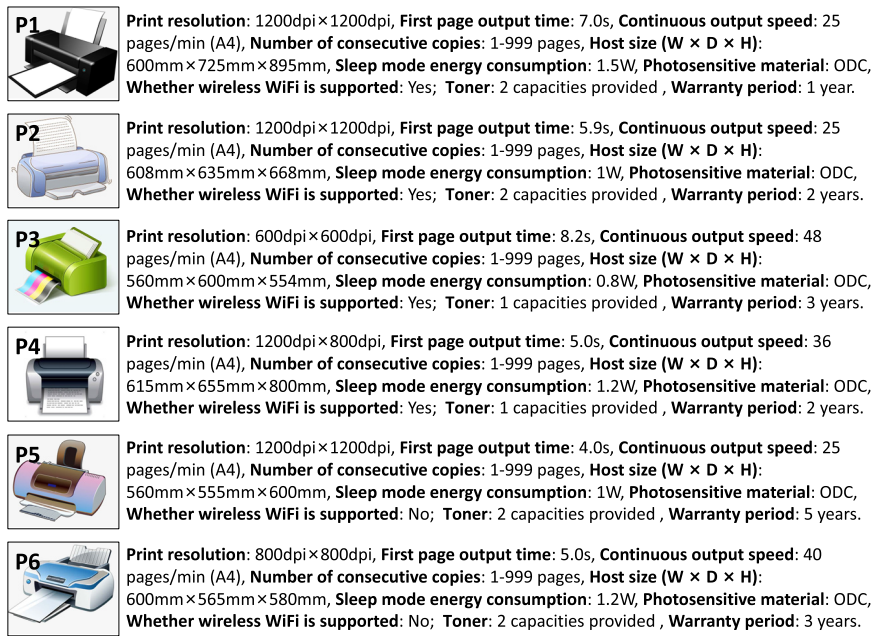 P1
Print resolution: 1200dpi×1200dpi, First page output time: 7.0s, Continuous output speed: 25
pages/min (A4), Number of consecutive copies: 1-999 pages, Host size (W × D × H):
600mm×725mm×895mm, Sleep mode energy consumption: 1.5W, Photosensitive material: ODC,
Whether wireless WiFi is supported: Yes; Toner: 2 capacities provided , Warranty period: 1 year.
P2
Print resolution: 1200dpi×1200dpi, First page output time: 5.9s, Continuous output speed: 25
pages/min (A4), Number of consecutive copies: 1-999 pages, Host size (W × D × H):
608mm×635mm×668mm, Sleep mode energy consumption: 1W, Photosensitive material: ODC,
Whether wireless WiFi is supported: Yes; Toner: 2 capacities provided , Warranty period: 2 years.
P3
Print resolution: 600dpi×600dpi, First page output time: 8.2s, Continuous output speed: 48
pages/min (A4), Number of consecutive copies: 1-999 pages, Host size (W × D × H):
560mm×600mm×554mm, Sleep mode energy consumption: 0.8W, Photosensitive material: ODC,
Whether wireless WiFi is supported: Yes; Toner: 1 capacities provided , Warranty period: 3 years.
P4
Print resolution: 1200dpi×800dpi, First page output time: 5.0s, Continuous output speed: 36
pages/min (A4), Number of consecutive copies: 1-999 pages, Host size (W × D × H):
615mm×655mm×800mm, Sleep mode energy consumption: 1.2W, Photosensitive material: ODC,
Whether wireless WiFi is supported: Yes; Toner: 1 capacities provided , Warranty period: 2 years.
P5
Print resolution: 1200dpi×1200dpi, First page output time: 4.0s, Continuous output speed: 25
pages/min (A4), Number of consecutive copies: 1-999 pages, Host size (W × D × H):
560mm×555mm×600mm, Sleep mode energy consumption: 1W, Photosensitive material: ODC,
Whether wireless WiFi is supported: No; Toner: 2 capacities provided , Warranty period: 5 years.
P6
Print resolution: 800dpi×800dpi, First page output time: 5.0s, Continuous output speed: 40
pages/min (A4), Number of consecutive copies: 1-999 pages, Host size (W × D × H):
600mm×565mm×580mm, Sleep mode energy consumption: 1.2W, Photosensitive material: ODC,
Whether wireless WiFi is supported: No; Toner: 2 capacities provided , Warranty period: 3 years.